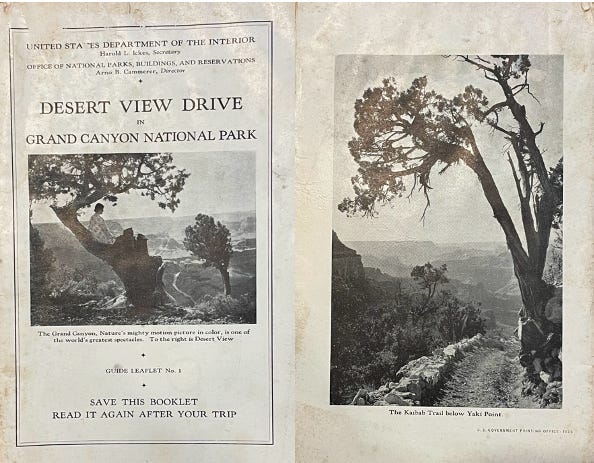 UNITED STATES DEPARTMENT OF THE INTERIOR
Harold L. Ickes, Secretary
OFFICE OF NATIONAL PARKS, BUILDINGS, AND RESERVATIONS
Arno B. Cammerer, Director
DESERT VIEW DRIVE
IN
GRAND CANYON NATIONAL PARK
The Grand Canyon, Nature's mighty motion picture in color, is one of
the world's greatest spectacles. To the right is Desert View
GUIDE LEAFLET No. 1
SAVE THIS BOOKLET
READ IT AGAIN AFTER YOUR TRIP
The Kaibab Trail below Yaki Point.
U. S. GOVERNMENT PRINTING OFFICE: